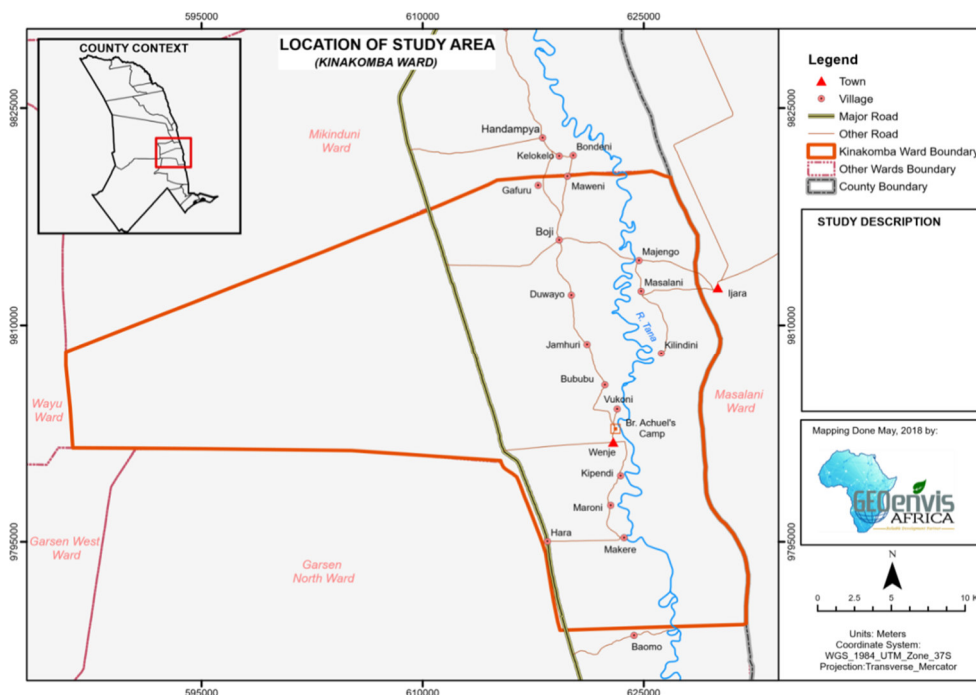 595000
610000
625000
COUNTY CONTEXT
LOCATION OF STUDY AREA
(KINAKOMBA WARD)
9825000
9825000
9810000
9810000
9795000
9795000
Mikinduni
Ward
Handampya
Kelokelo
Bondeni
Gafuru
Maweni
Boji
Majengo
Masalani
Ijara
Duwayo
R. Tana
Jamhuri
Kilindini
Bububu
Vukoni
Br. Achuel's
Camp
Wenje
Kipendi
Maroni
Hara
Makere
Baomo
Wayu
Ward
Masalani
Ward
Garsen West
Ward
Garsen
North Ward
595000
610000
625000
Legend
Town
Village
Major Road
Other Road
Kinakomba Ward Boundary
Other Wards Boundary
County Boundary
STUDY DESCRIPTION
Mapping Done May, 2018 by:
GEOenvis
AFRICA
N
0 2.5 5 10 K
Units: Meters
Coordinate System:
WGS_1984_UTM_Zone_37S
Projection:Transverse_Mercator